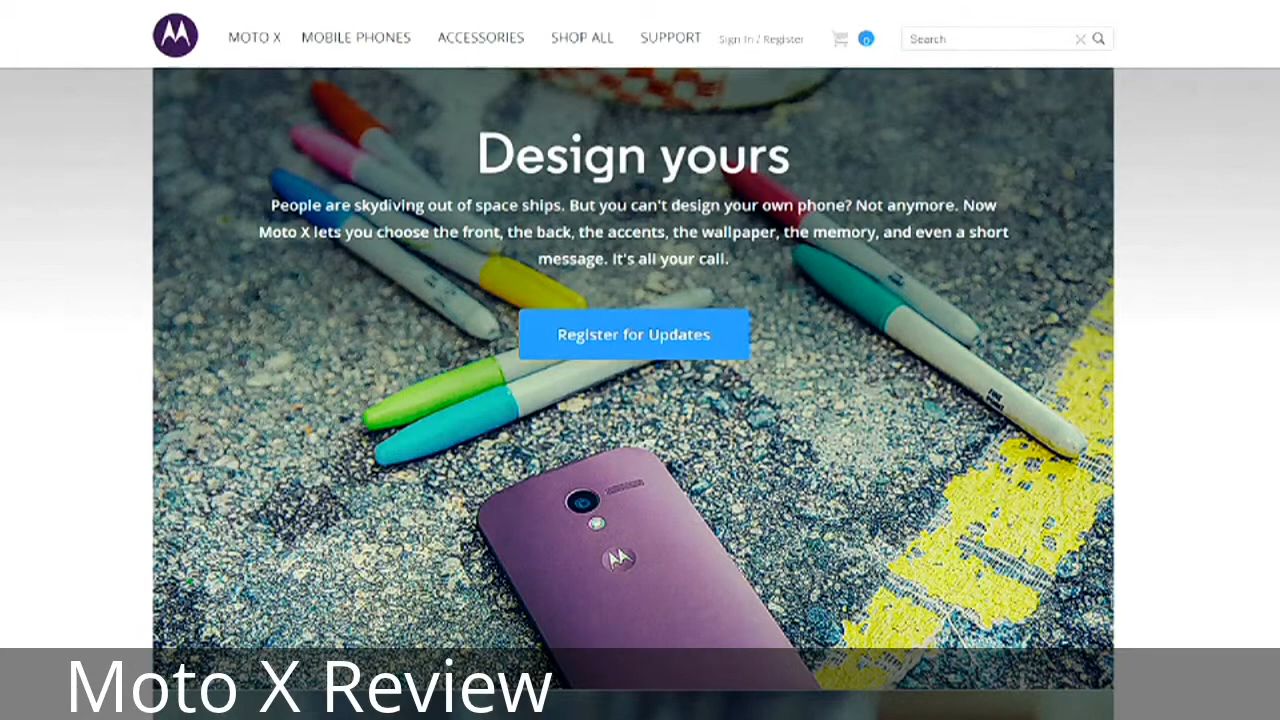 MOTO X MOBILE PHONES ACCESSORIES SHOP ALL SUPPORT Sign In / Register 0 Search
Design yours
People are skydiving out of space ships. But you can't design your own phone? Not anymore. Now
Moto X lets you choose the front, the back, the accents, the wallpaper, the memory, and even a short
message. It's all your call.
Register for Updates
Moto X Review